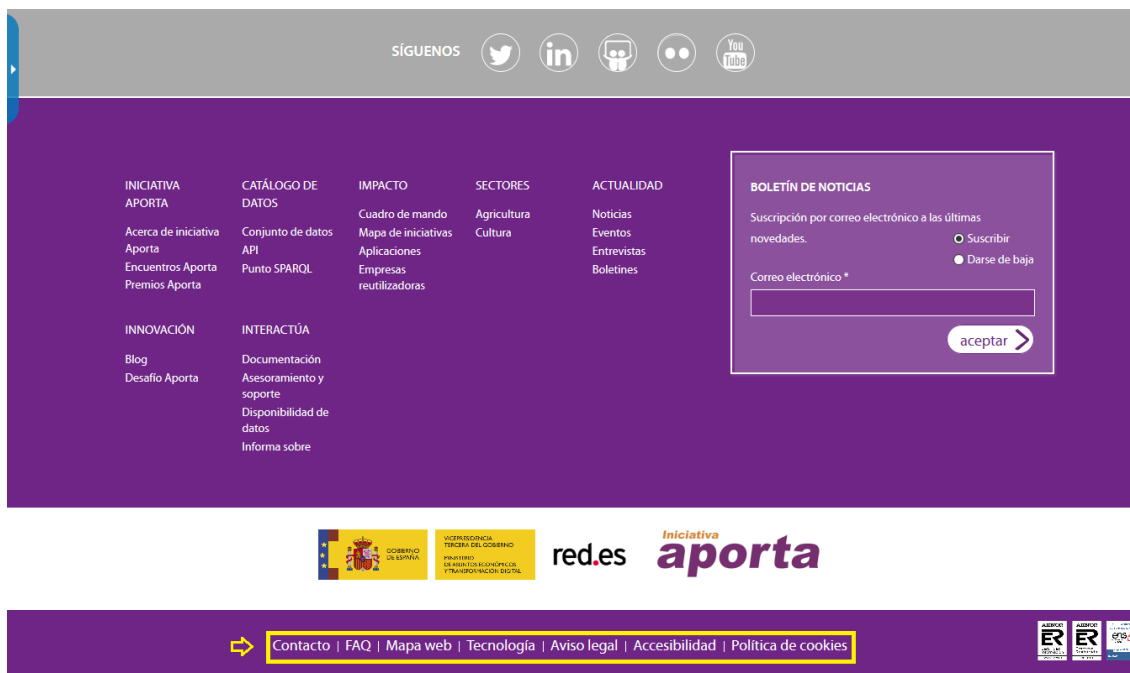 SÍGUENOS
You
Tube
INICIATIVA
APORTA
Acerca de iniciativa
Aporta
Encuentros Aporta
Premios Aporta
CATÁLOGO DE
DATOS
Conjunto de datos
API
Punto SPARQL
IMPACTO
Cuadro de mando
Mapa de iniciativas
Aplicaciones
Empresas
reutilizadoras
SECTORES
Agricultura
Cultura
ACTUALIDAD
Noticias
Eventos
Entrevistas
Boletines
INNOVACIÓN
Blog
Desafío Aporta
INTERACTÚA
Documentación
Asesoramiento y
soporte
Disponibilidad de
datos
Informa sobre
BOLETÍN DE NOTICIAS
Suscripción por correo electrónico a las últimas
novedades.
Suscribir
Darse de baja
Correo electrónico *
aceptar
GOBIERNO
DE ESPAÑA
VICEPRESIDENCIA
TERCERA DEL GOBIERNO
MINISTERIO
DE ASUNTOS ECONÓMICOS
Y TRANSFORMACIÓN DIGITAL
red.es
Iniciativa
aporta
Contacto | FAQ | Mapa web | Tecnología | Aviso legal | Accesibilidad | Política de cookies
AENOR
ER
AENOR
ER